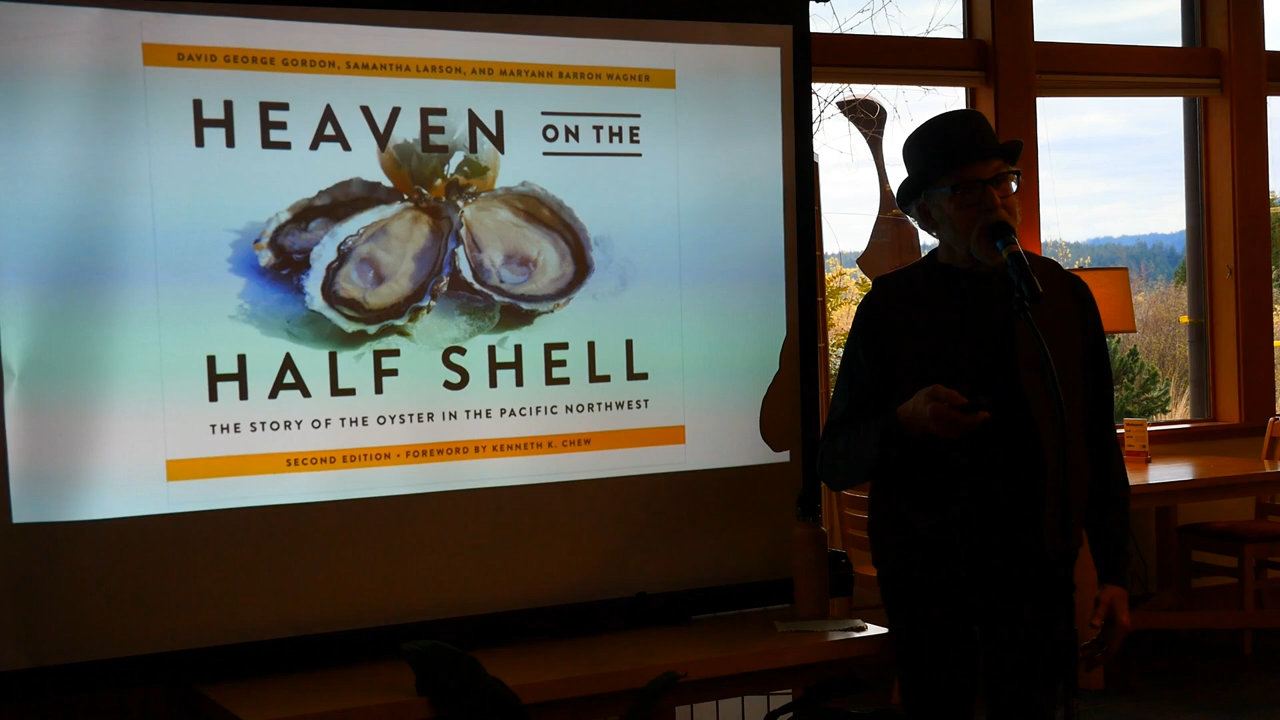 DAVID GEORGE GORDON, SAMANTHA LARSON, AND MARYANN BARRON WAGNER
HEAVEN ON THE
HALF SHELL
THE STORY OF THE OYSTER IN THE PACIFIC NORTHWEST
SECOND EDITION • FOREWORD BY KENNETH K. CHEW